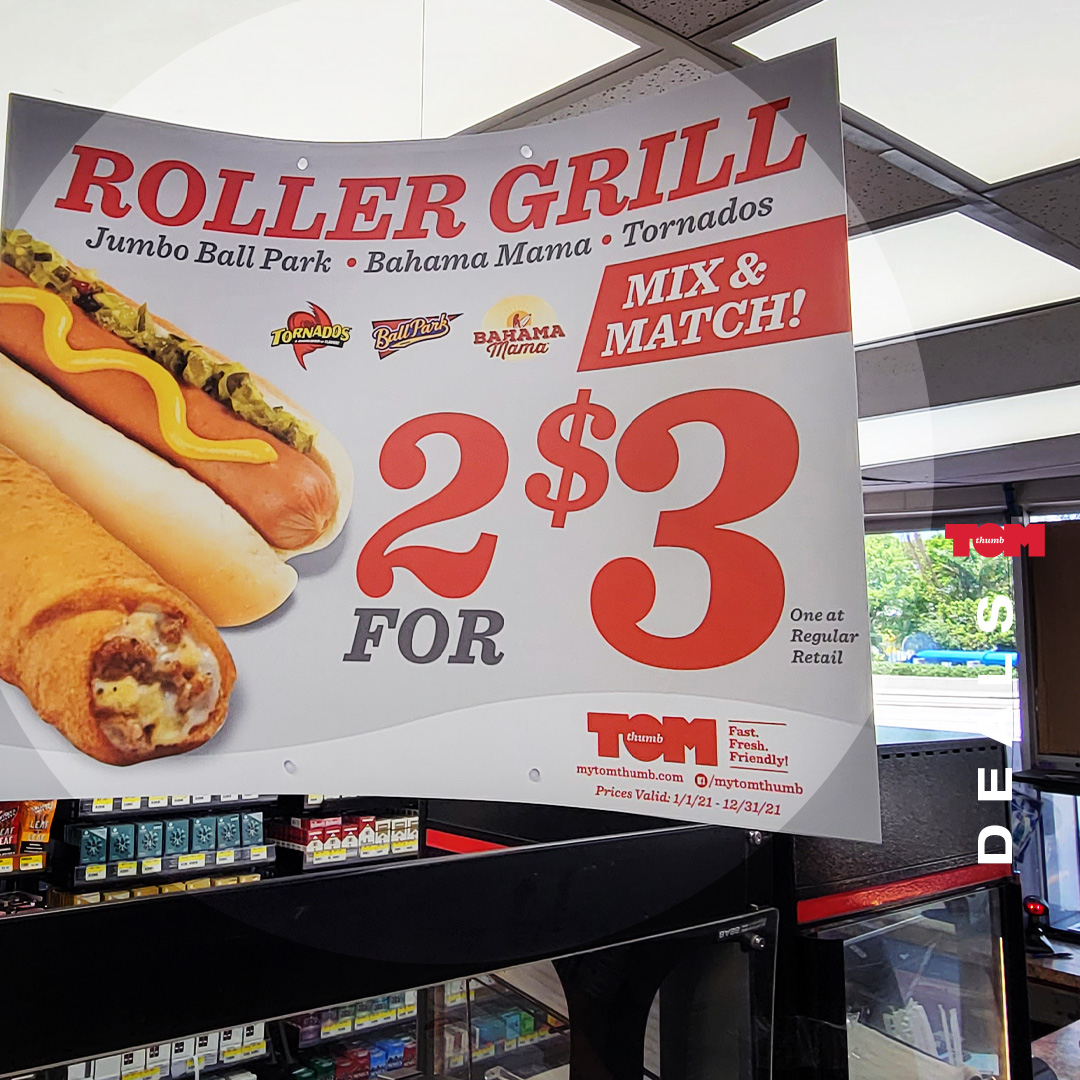 ROLLER GRILL
Jumbo Ball Park • Bahama Mama • Tornados
MIX &
MATCH!
TORNADOS
Ball Park
BAHAMA
Mama
2 $3
FOR
One at
Regular
Retail
TOM
thumb
Fast.
Fresh.
Friendly!
mytomthumb.com /mytomthumb
Prices Valid: 1/1/21 - 12/31/21
TOM
thumb
DEALS